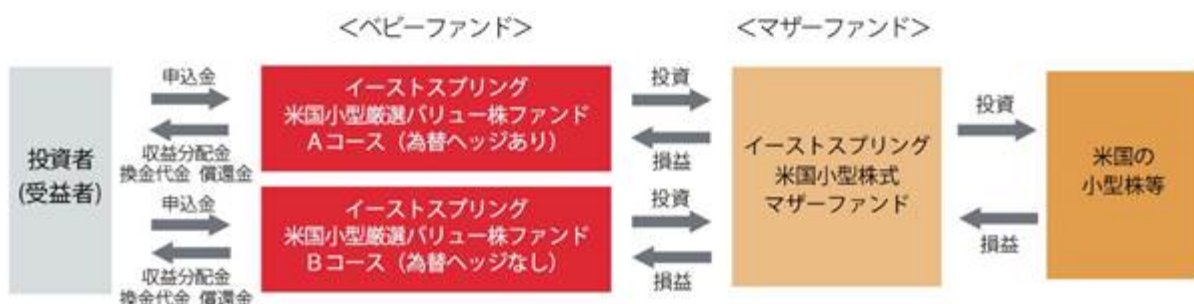 ＜ベビーファンド＞
＜マザーファンド＞
投資者
(受益者)
申込金
収益分配金
換金代金 償還金
申込金
収益分配金
換金代金 償還金
イーストスプリング
米国小型厳選バリュー株ファンド
Aコース（為替ヘッジあり）
イーストスプリング
米国小型厳選バリュー株ファンド
Bコース（為替ヘッジなし）
投資
損益
投資
損益
イーストスプリング
米国小型株式
マザーファンド
投資
損益
米国の
小型株等